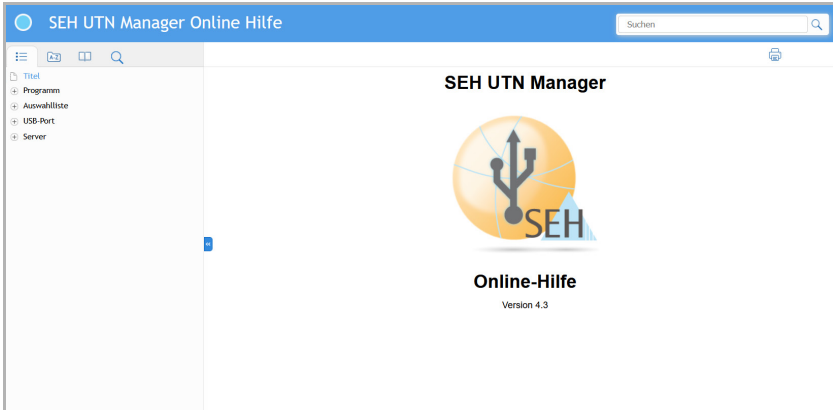 SEH UTN Manager Online Hilfe
Suchen
A-Z
Titel
Programm
Auswahlliste
USB-Port
Server
SEH UTN Manager
SEH
Online-Hilfe
Version 4.3